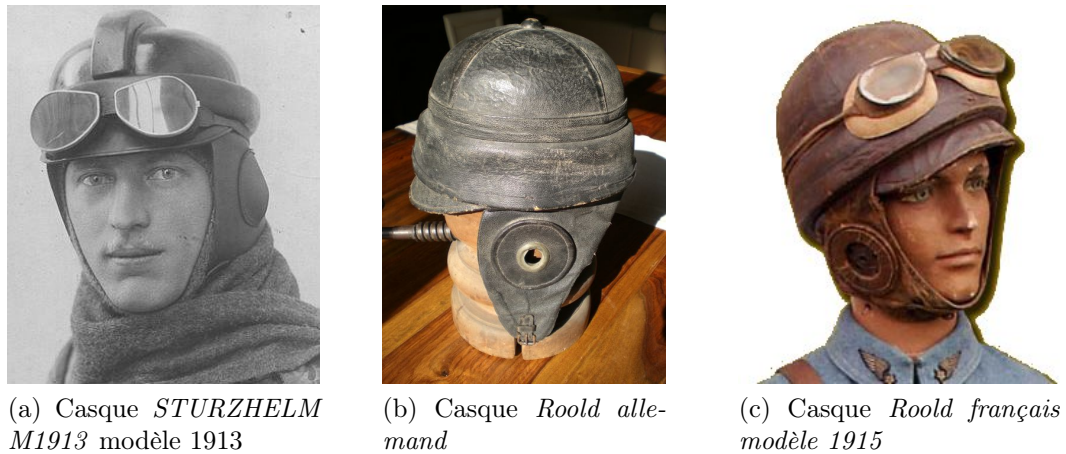 (a) Casque STURZHELM
M1913 modèle 1913
(b) Casque Roold alle-
mand
(c) Casque Roold français
modèle 1915